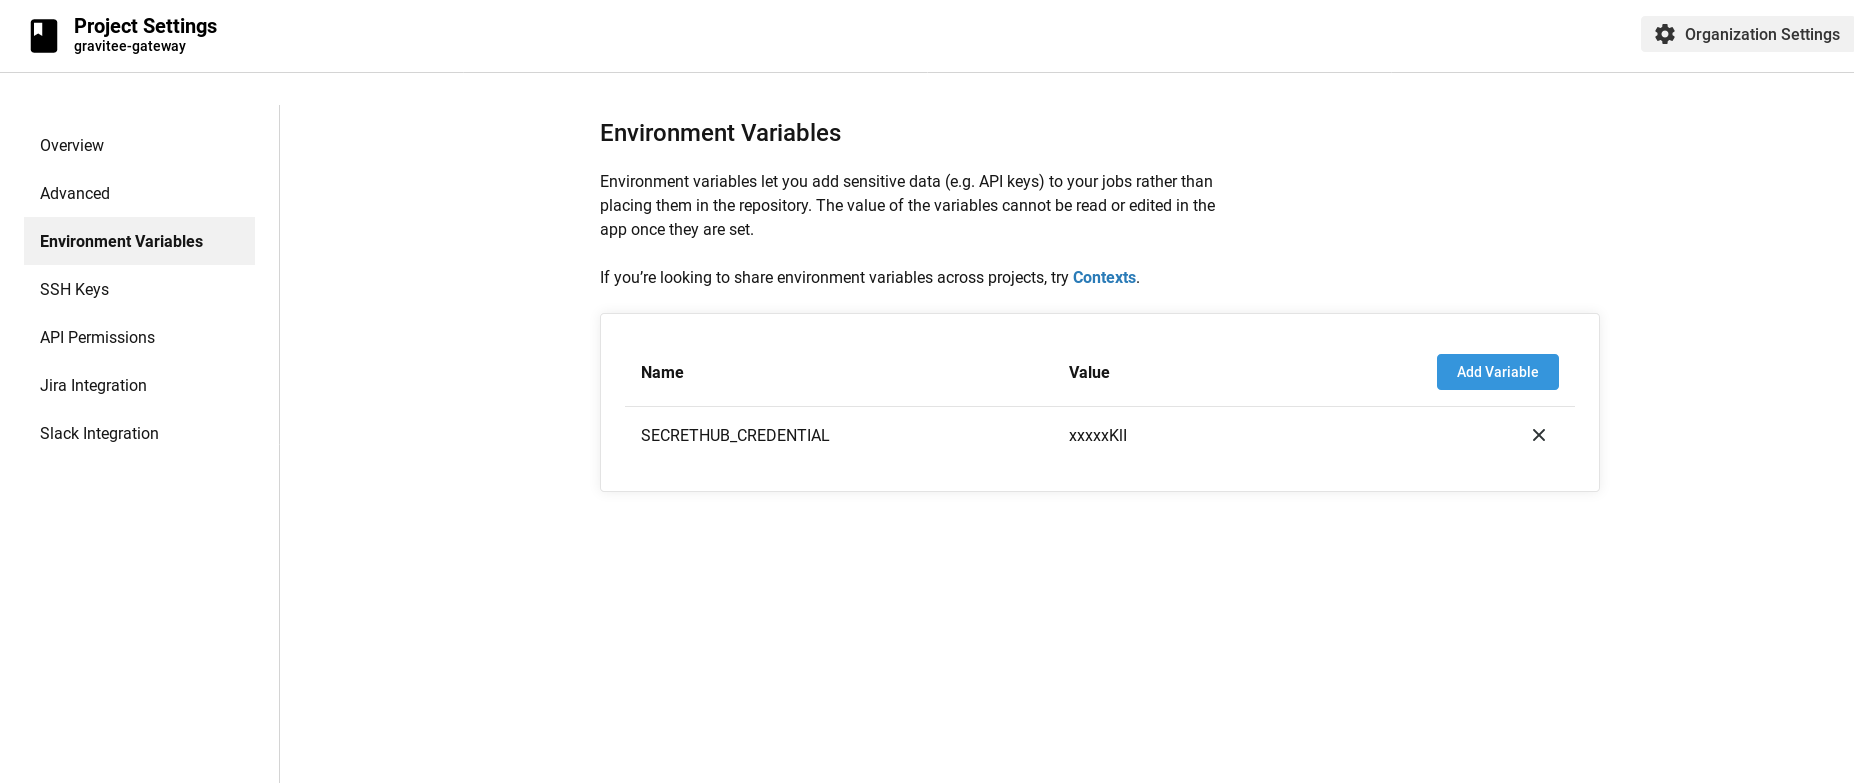 Project Settings
gravitee-gateway
Organization Settings
Overview
Advanced
Environment Variables
SSH Keys
API Permissions
Jira Integration
Slack Integration
Environment Variables
Environment variables let you add sensitive data (e.g. API keys) to your jobs rather than
placing them in the repository. The value of the variables cannot be read or edited in the
app once they are set.
If you’re looking to share environment variables across projects, try Contexts.
Name Value Add Variable
SECRETHUB_CREDENTIAL xxxxxKlI